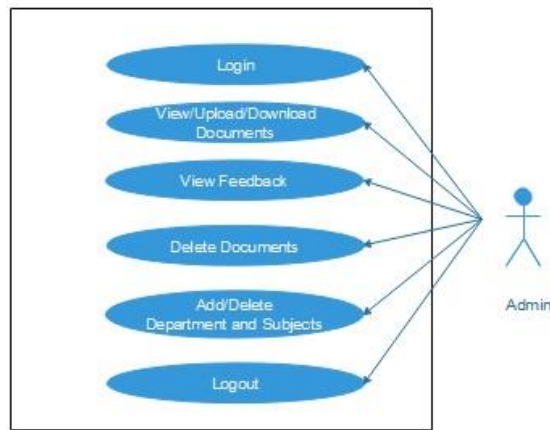 Login
View/Upload/Download
Documents
View Feedback
Delete Documents
Add/Delete
Department and Subjects
Logout
Admin